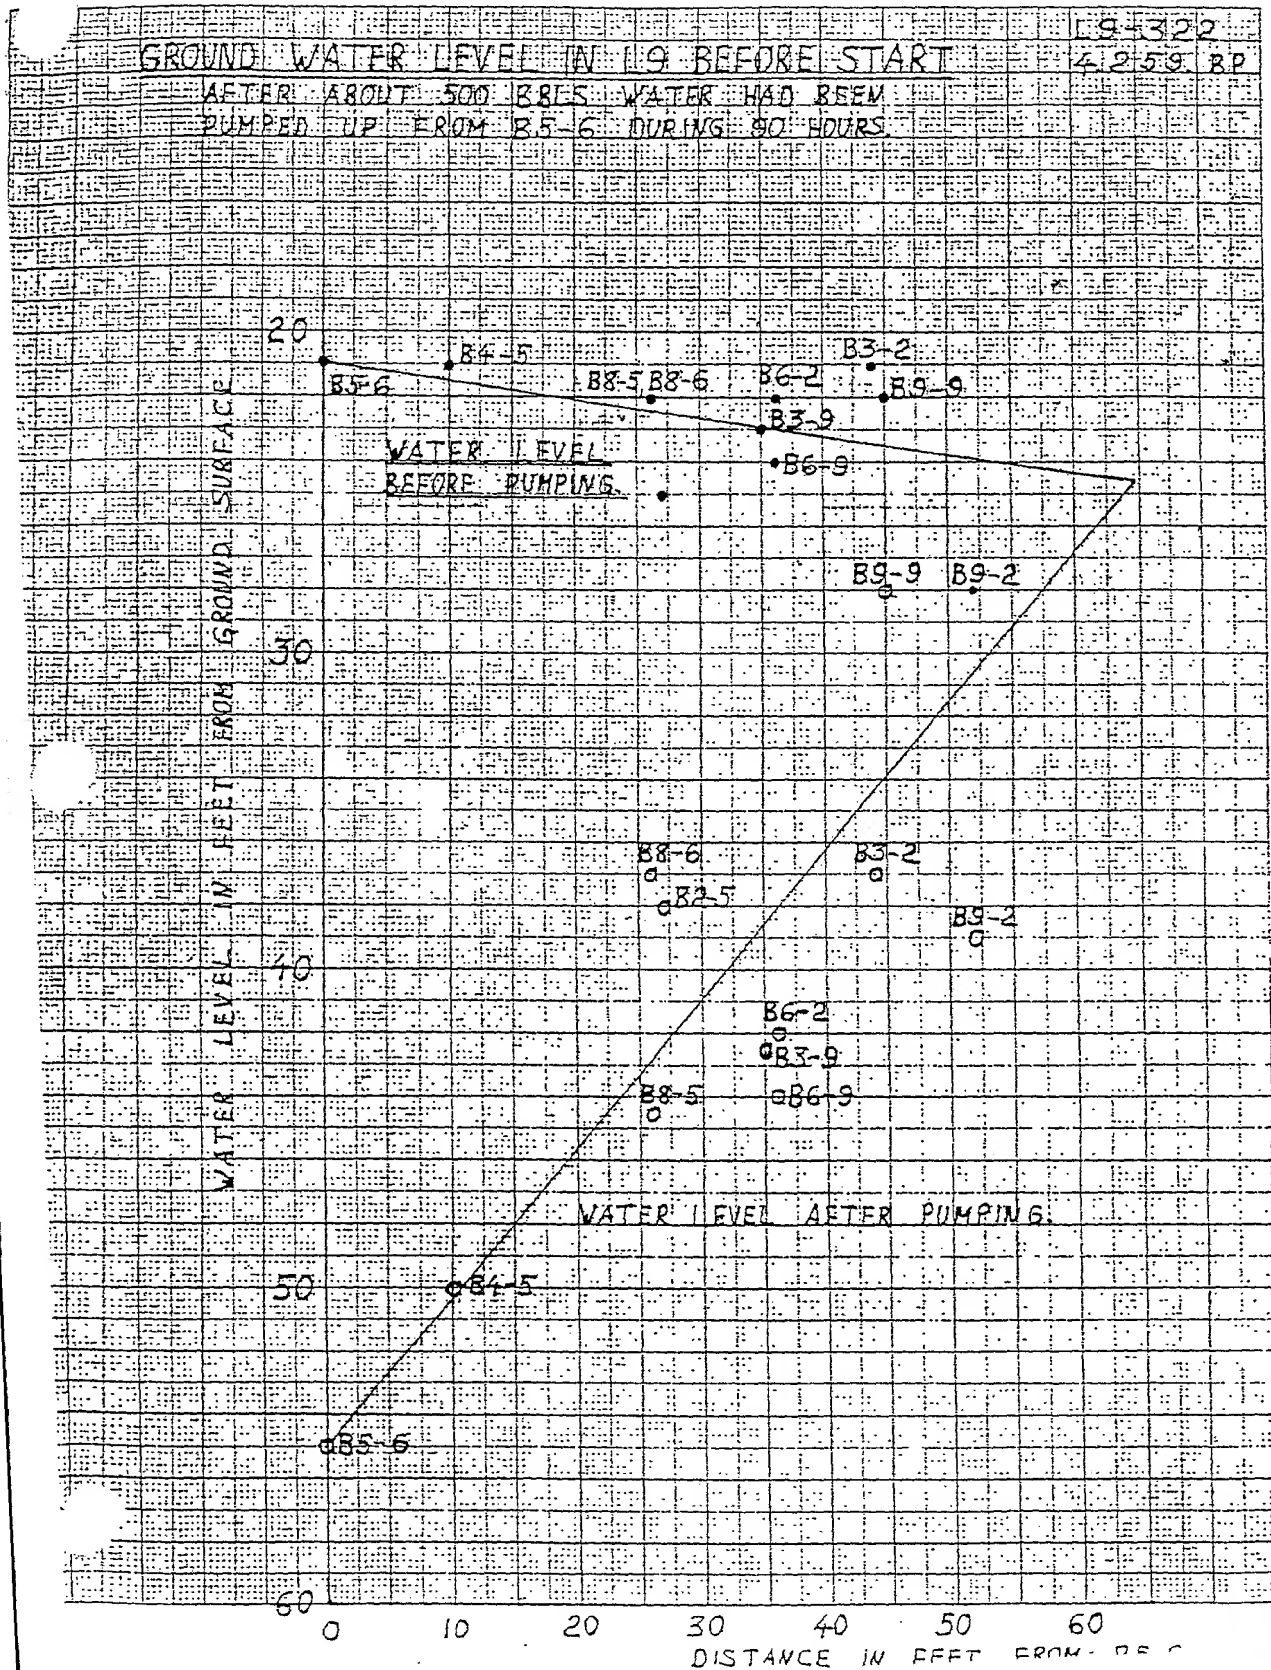 L9-322
4.2.59. BP
GROUND WATER LEVEL IN L9 BEFORE START
AFTER ABOUT 500 BBLS WATER HAD BEEN
PUMPED UP FROM B5-6 DURING 90 HOURS.
WATER LEVEL IN FEET FROM GROUND SURFACE
20
B4-5
B3-2
B5-6
B8-5, B8-6
B6-2
B9-9
B3-9
WATER LEVEL
BEFORE PUMPING.
B6-9
B9-9
B9-2
30
B8-6
B3-2
B2-5
B9-2
40
B6-2
B3-9
B8-5
B6-9
WATER LEVEL AFTER PUMPING.
50
B4-5
B5-6
60
0 10 20 30 40 50 60
DISTANCE IN FEET FROM